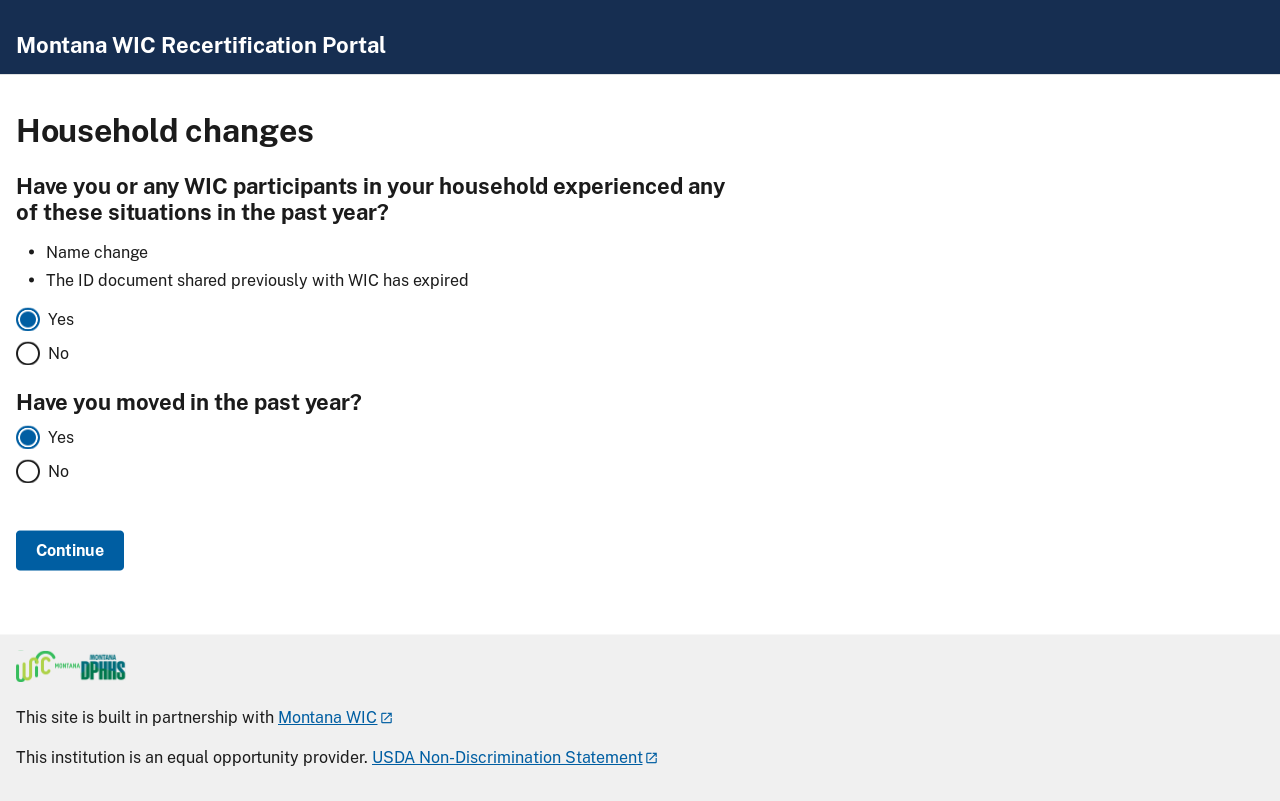 Montana WIC Recertification Portal
Household changes
Have you or any WIC participants in your household experienced any
of these situations in the past year?
• Name change
• The ID document shared previously with WIC has expired
Yes
No
Have you moved in the past year?
Yes
No
Continue
WIC MONTANA MONTANA DPHHS
This site is built in partnership with Montana WIC
This institution is an equal opportunity provider. USDA Non-Discrimination Statement